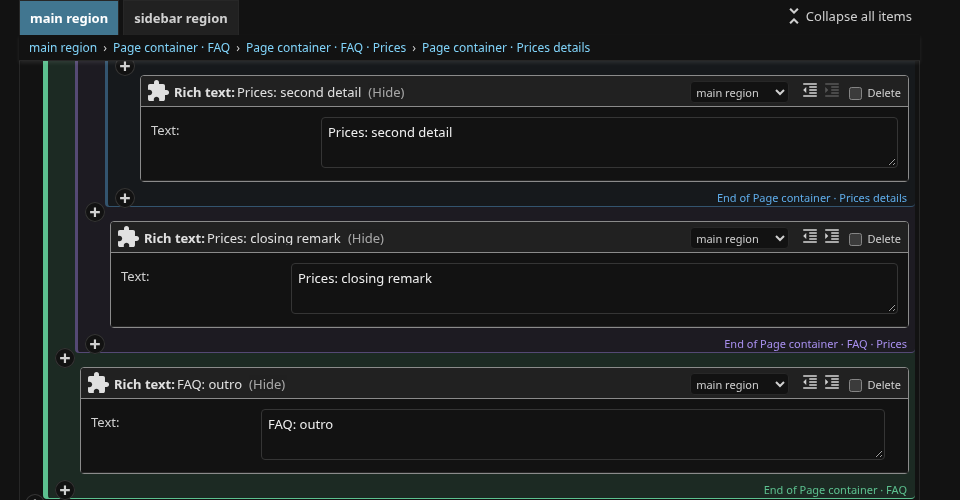 main region sidebar region Collapse all items
main region › Page container · FAQ › Page container · FAQ · Prices › Page container · Prices details
Rich text: Prices: second detail (Hide) main region Delete
Text: Prices: second detail
End of Page container · Prices details
Rich text: Prices: closing remark (Hide) main region Delete
Text: Prices: closing remark
End of Page container · FAQ · Prices
Rich text: FAQ: outro (Hide) main region Delete
Text: FAQ: outro
End of Page container · FAQ